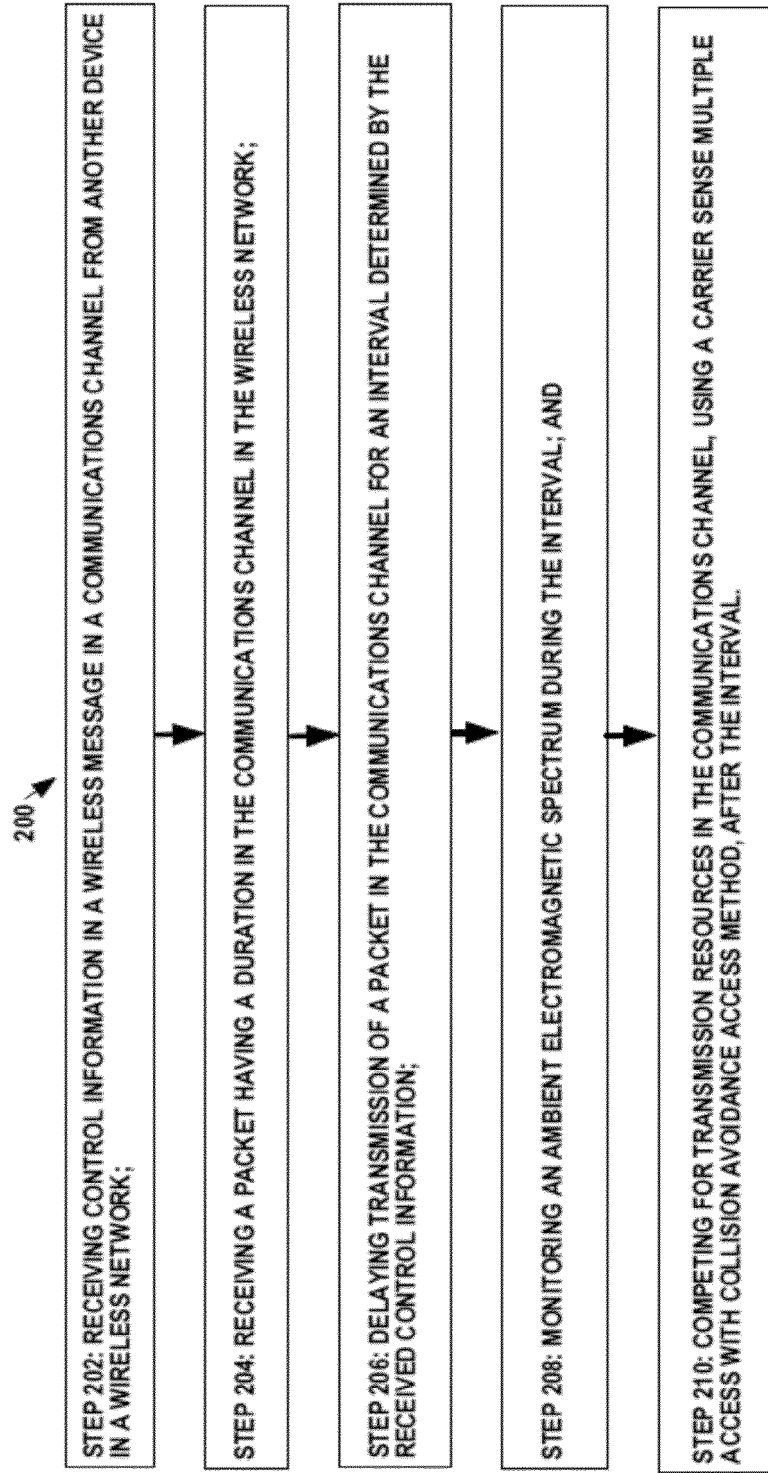 200
STEP 202: RECEIVING CONTROL INFORMATION IN A WIRELESS MESSAGE IN A COMMUNICATIONS CHANNEL FROM ANOTHER DEVICE
IN A WIRELESS NETWORK;
STEP 204: RECEIVING A PACKET HAVING A DURATION IN THE COMMUNICATIONS CHANNEL IN THE WIRELESS NETWORK;
STEP 206: DELAYING TRANSMISSION OF A PACKET IN THE COMMUNICATIONS CHANNEL FOR AN INTERVAL DETERMINED BY THE
RECEIVED CONTROL INFORMATION;
STEP 208: MONITORING AN AMBIENT ELECTROMAGNETIC SPECTRUM DURING THE INTERVAL; AND
STEP 210: COMPETING FOR TRANSMISSION RESOURCES IN THE COMMUNICATIONS CHANNEL, USING A CARRIER SENSE MULTIPLE
ACCESS WITH COLLISION AVOIDANCE ACCESS METHOD, AFTER THE INTERVAL.